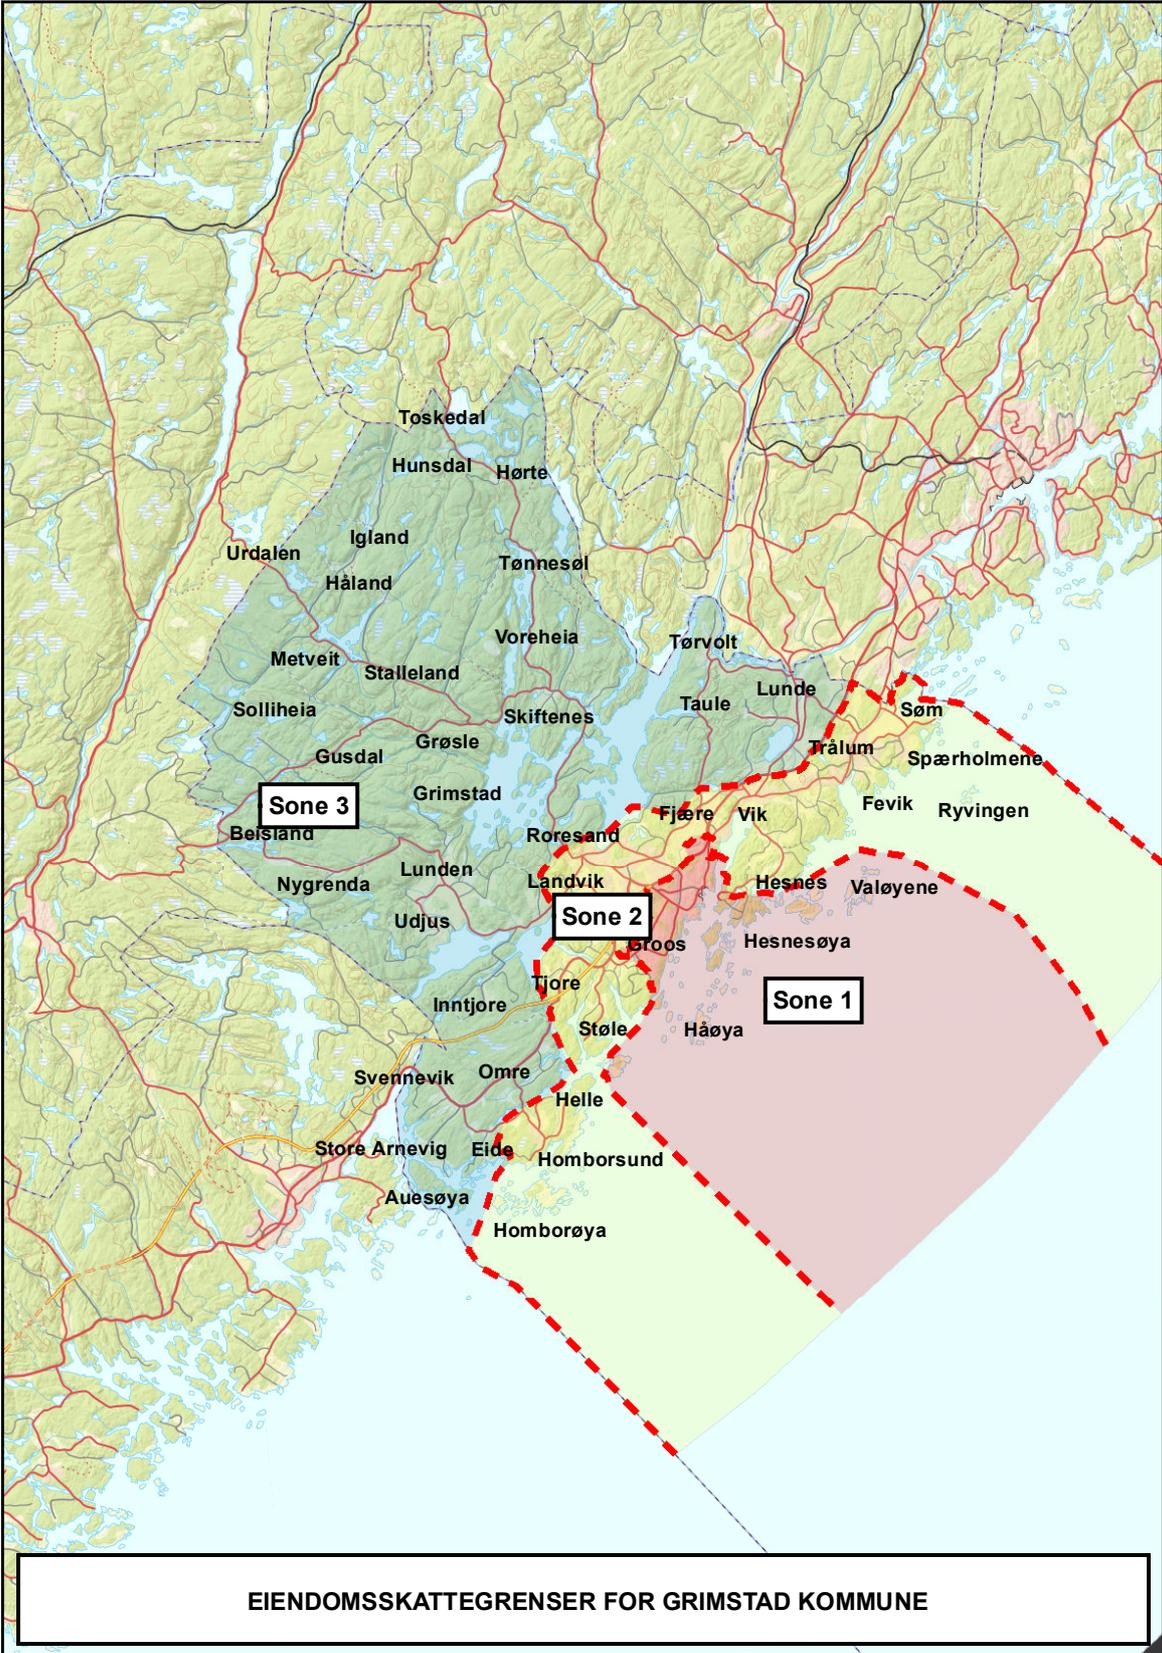 Toskedal
Hunsdal
Hørte
Igland
Urdalen
Tønnesøl
Håland
Voreheia
Tørvolt
Metveit
Stalleland
Lunde
Taule
Solliheia
Skiftenes
Søm
Grøsle
Trålum
Gusdal
Spærholmene
Grimstad
Fevik
Sone 3
Ryvingen
Fjære
Vik
Beisland
Roresand
Lunden
Landvik
Hesnes
Nygrenda
Valøyene
Sone 2
Udjus
Groos
Hesnesøya
Tjore
Sone 1
Inntjore
Støle
Håøya
Omre
Svennevik
Helle
Store Arnevig
Eide
Homborsund
Auesøya
Homborøya
EIENDOMSSKATTEGRENSER FOR GRIMSTAD KOMMUNE